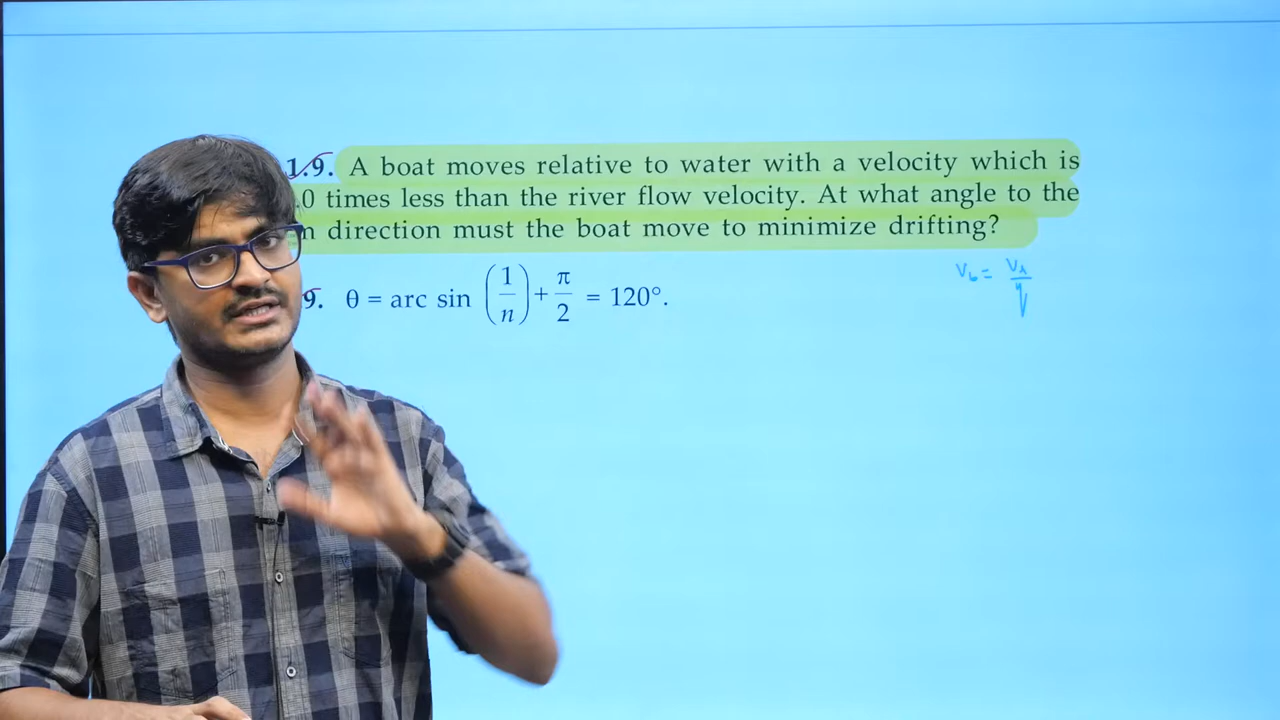 1.9. A boat moves relative to water with a velocity which is
.0 times less than the river flow velocity. At what angle to the
direction must the boat move to minimize drifting?
9. θ = arc sin (1/n) + π/2 = 120°.